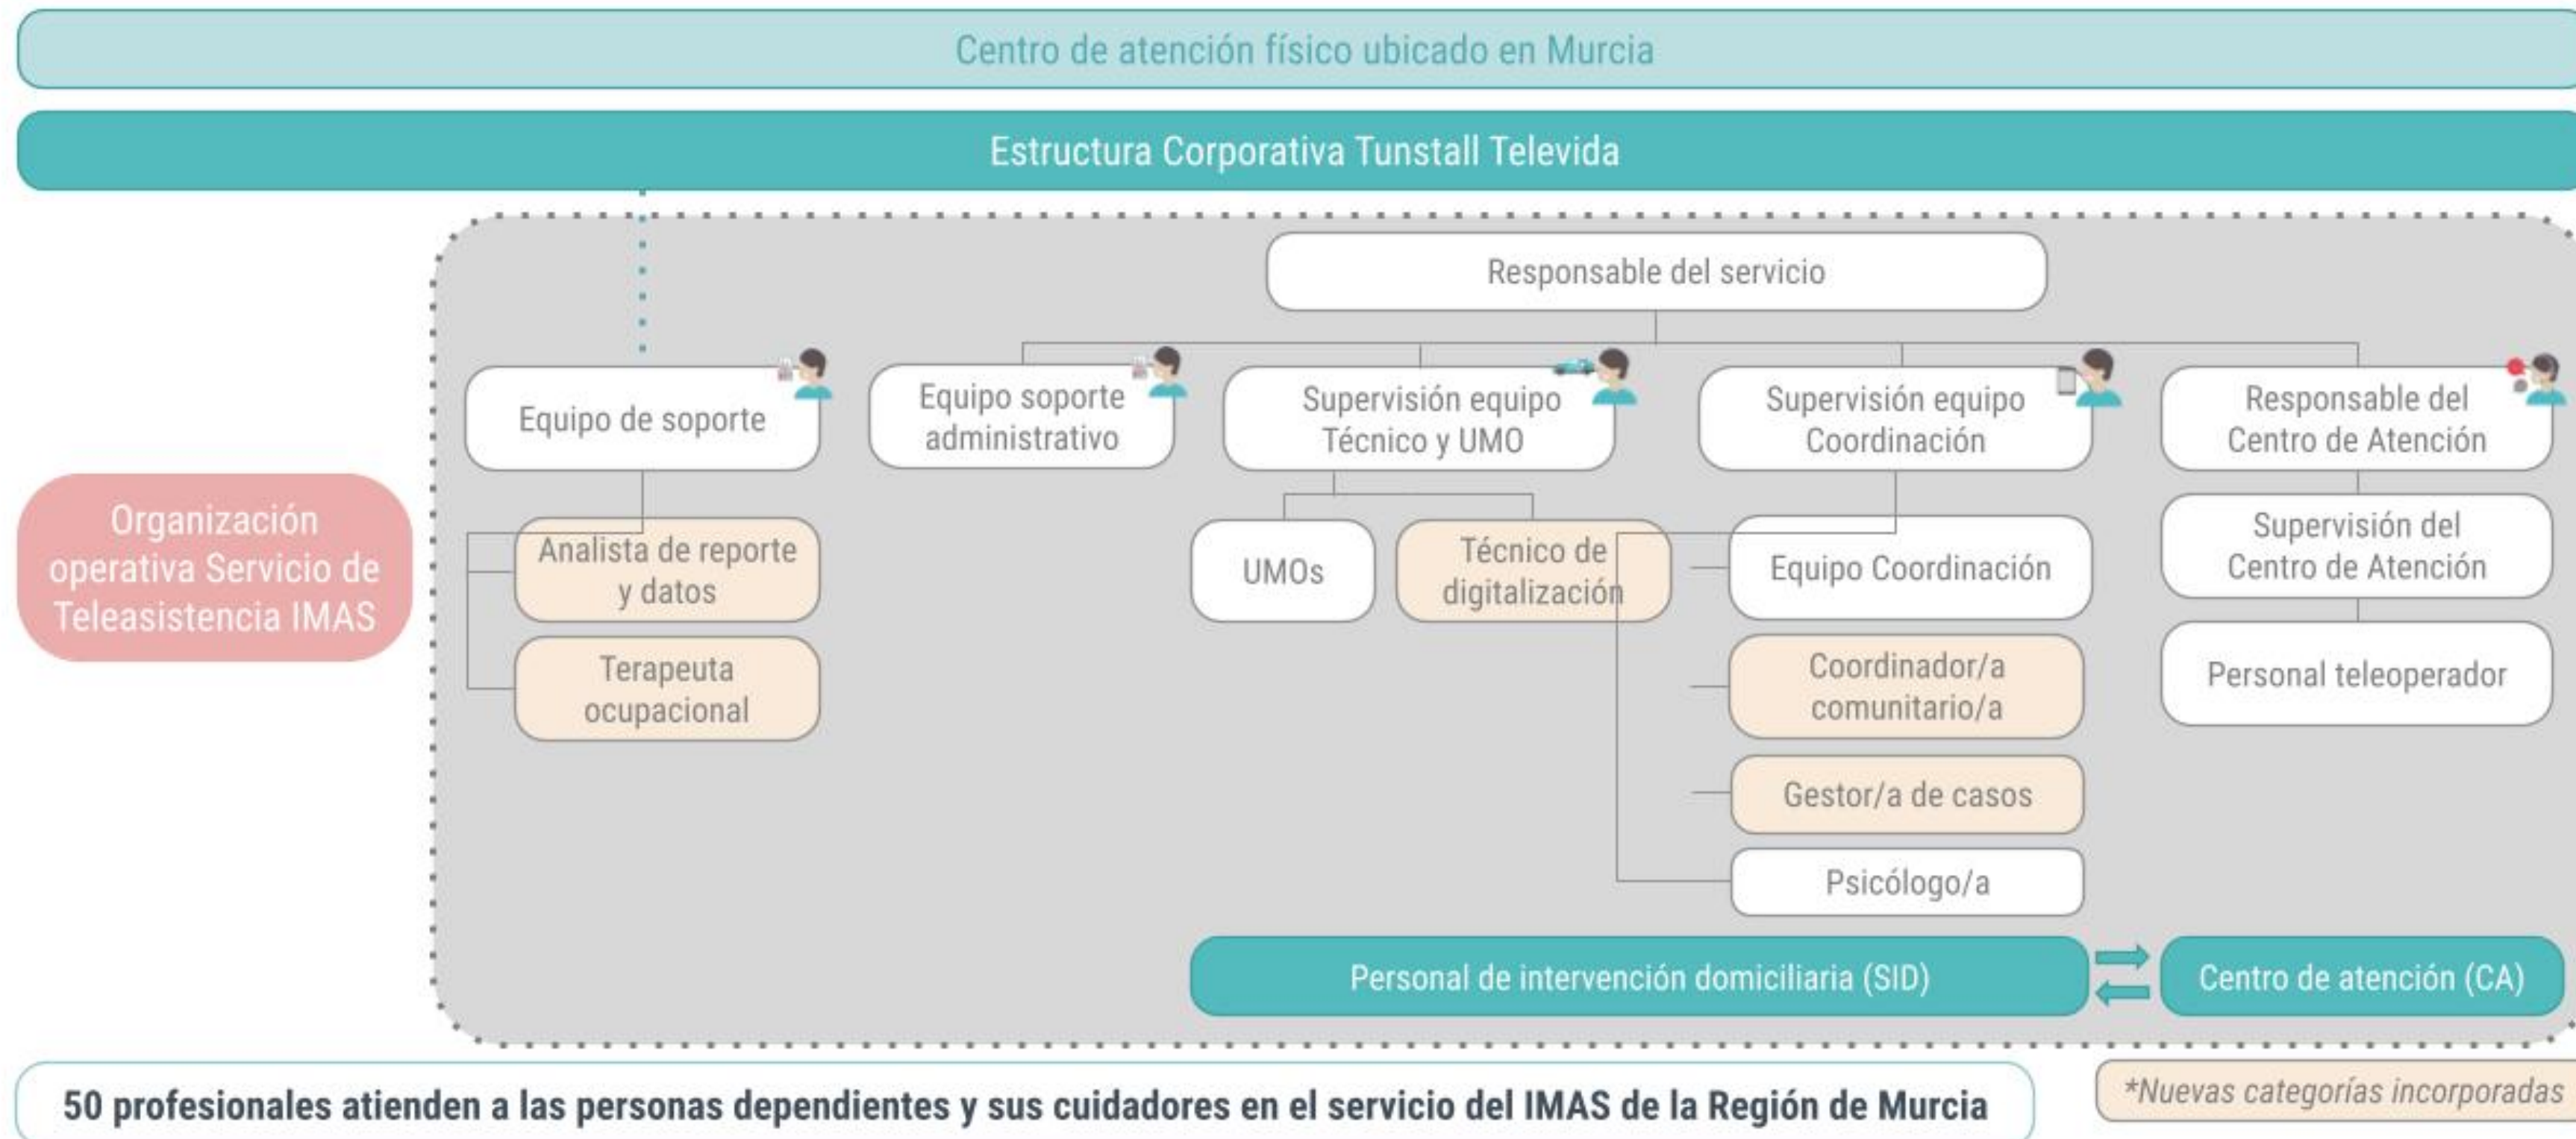 Centro de atención físico ubicado en Murcia
Estructura Corporativa Tunstall Televida
Organización
operativa Servicio de
Teleasistencia IMAS
Responsable del servicio
Equipo de soporte
Analista de reporte
y datos
Terapeuta
ocupacional
Equipo soporte
administrativo
Supervisión equipo
Técnico y UMO
UMOs
Técnico de
digitalización
Supervisión equipo
Coordinación
Equipo Coordinación
Coordinador/a
comunitario/a
Gestor/a de casos
Psicólogo/a
Responsable del
Centro de Atención
Supervisión del
Centro de Atención
Personal teleoperador
Personal de intervención domiciliaria (SID)
Centro de atención (CA)
50 profesionales atienden a las personas dependientes y sus cuidadores en el servicio del IMAS de la Región de Murcia
*Nuevas categorías incorporadas